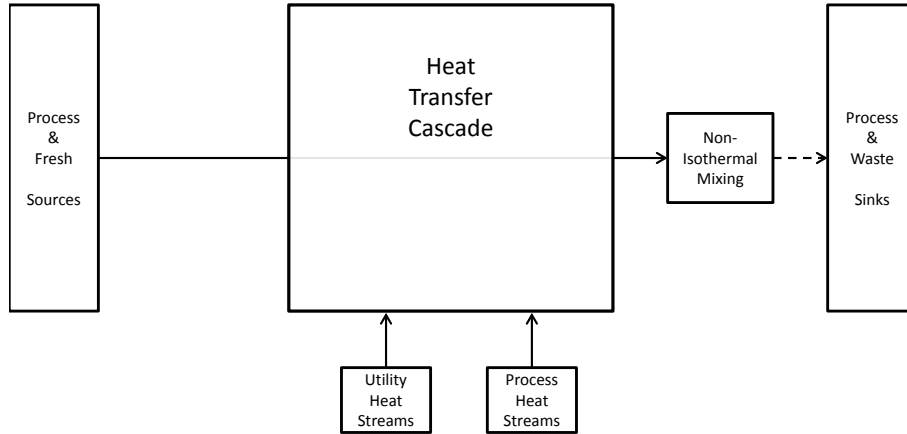 Process
&
Fresh
Sources
Heat
Transfer
Cascade
Non-
Isothermal
Mixing
Process
&
Waste
Sinks
Utility
Heat
Streams
Process
Heat
Streams